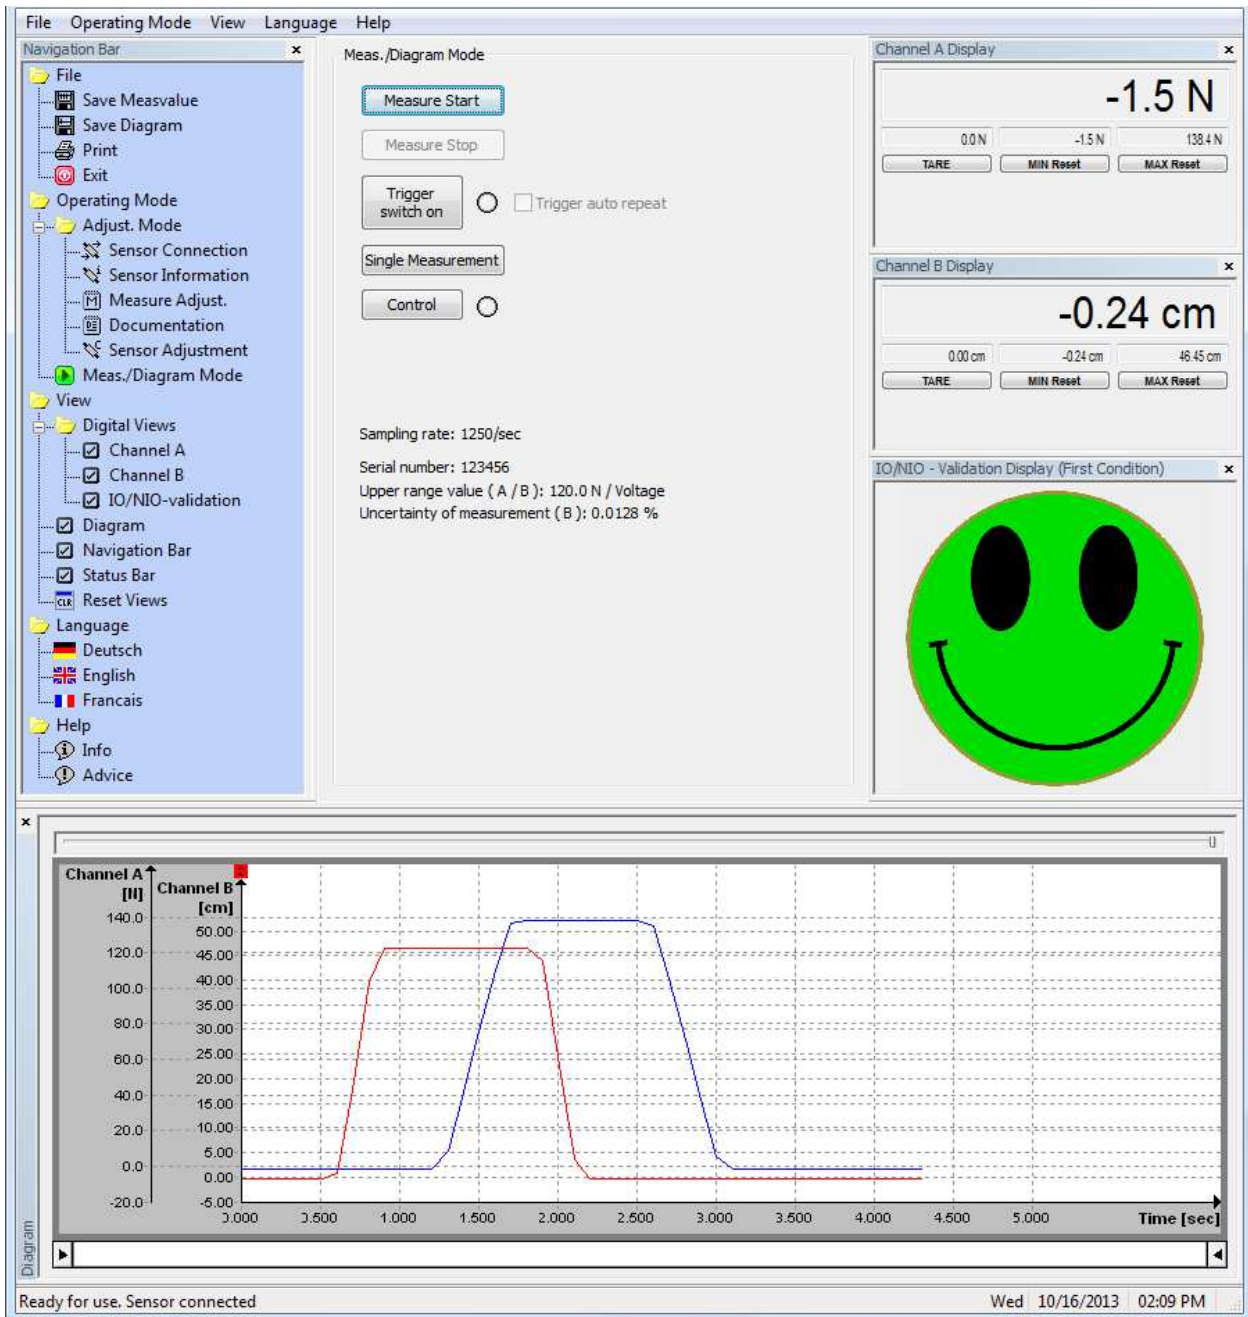 File Operating Mode View Language Help
Navigation Bar
File
Save Measvalue
Save Diagram
Print
Exit
Operating Mode
Adjust. Mode
Sensor Connection
Sensor Information
Measure Adjust.
Documentation
Sensor Adjustment
Meas./Diagram Mode
View
Digital Views
Channel A
Channel B
IO/NIO-validation
Diagram
Navigation Bar
Status Bar
CLR Reset Views
Language
Deutsch
English
Francais
Help
Info
Advice
Meas./Diagram Mode
Measure Start
Measure Stop
Trigger
switch on
Trigger auto repeat
Single Measurement
Control
Sampling rate: 1250/sec
Serial number: 123456
Upper range value ( A / B ): 120.0 N / Voltage
Uncertainty of measurement ( B ): 0.0128 %
Channel A Display
-1.5 N
0.0 N -1.5 N 138.4 N
TARE MIN Reset MAX Reset
Channel B Display
-0.24 cm
0.00 cm -0.24 cm 46.45 cm
TARE MIN Reset MAX Reset
IO/NIO - Validation Display (First Condition)
Channel A
[N]
140.0
120.0
100.0
80.0
60.0
40.0
20.0
0.0
-20.0
Channel B
[cm]
50.00
45.00
40.00
35.00
30.00
25.00
20.00
15.00
10.00
5.00
0.00
-5.00
0.000 0.500 1.000 1.500 2.000 2.500 3.000 3.500 4.000 4.500 5.000 Time [sec]
Diagram
Ready for use. Sensor connected Wed 10/16/2013 02:09 PM